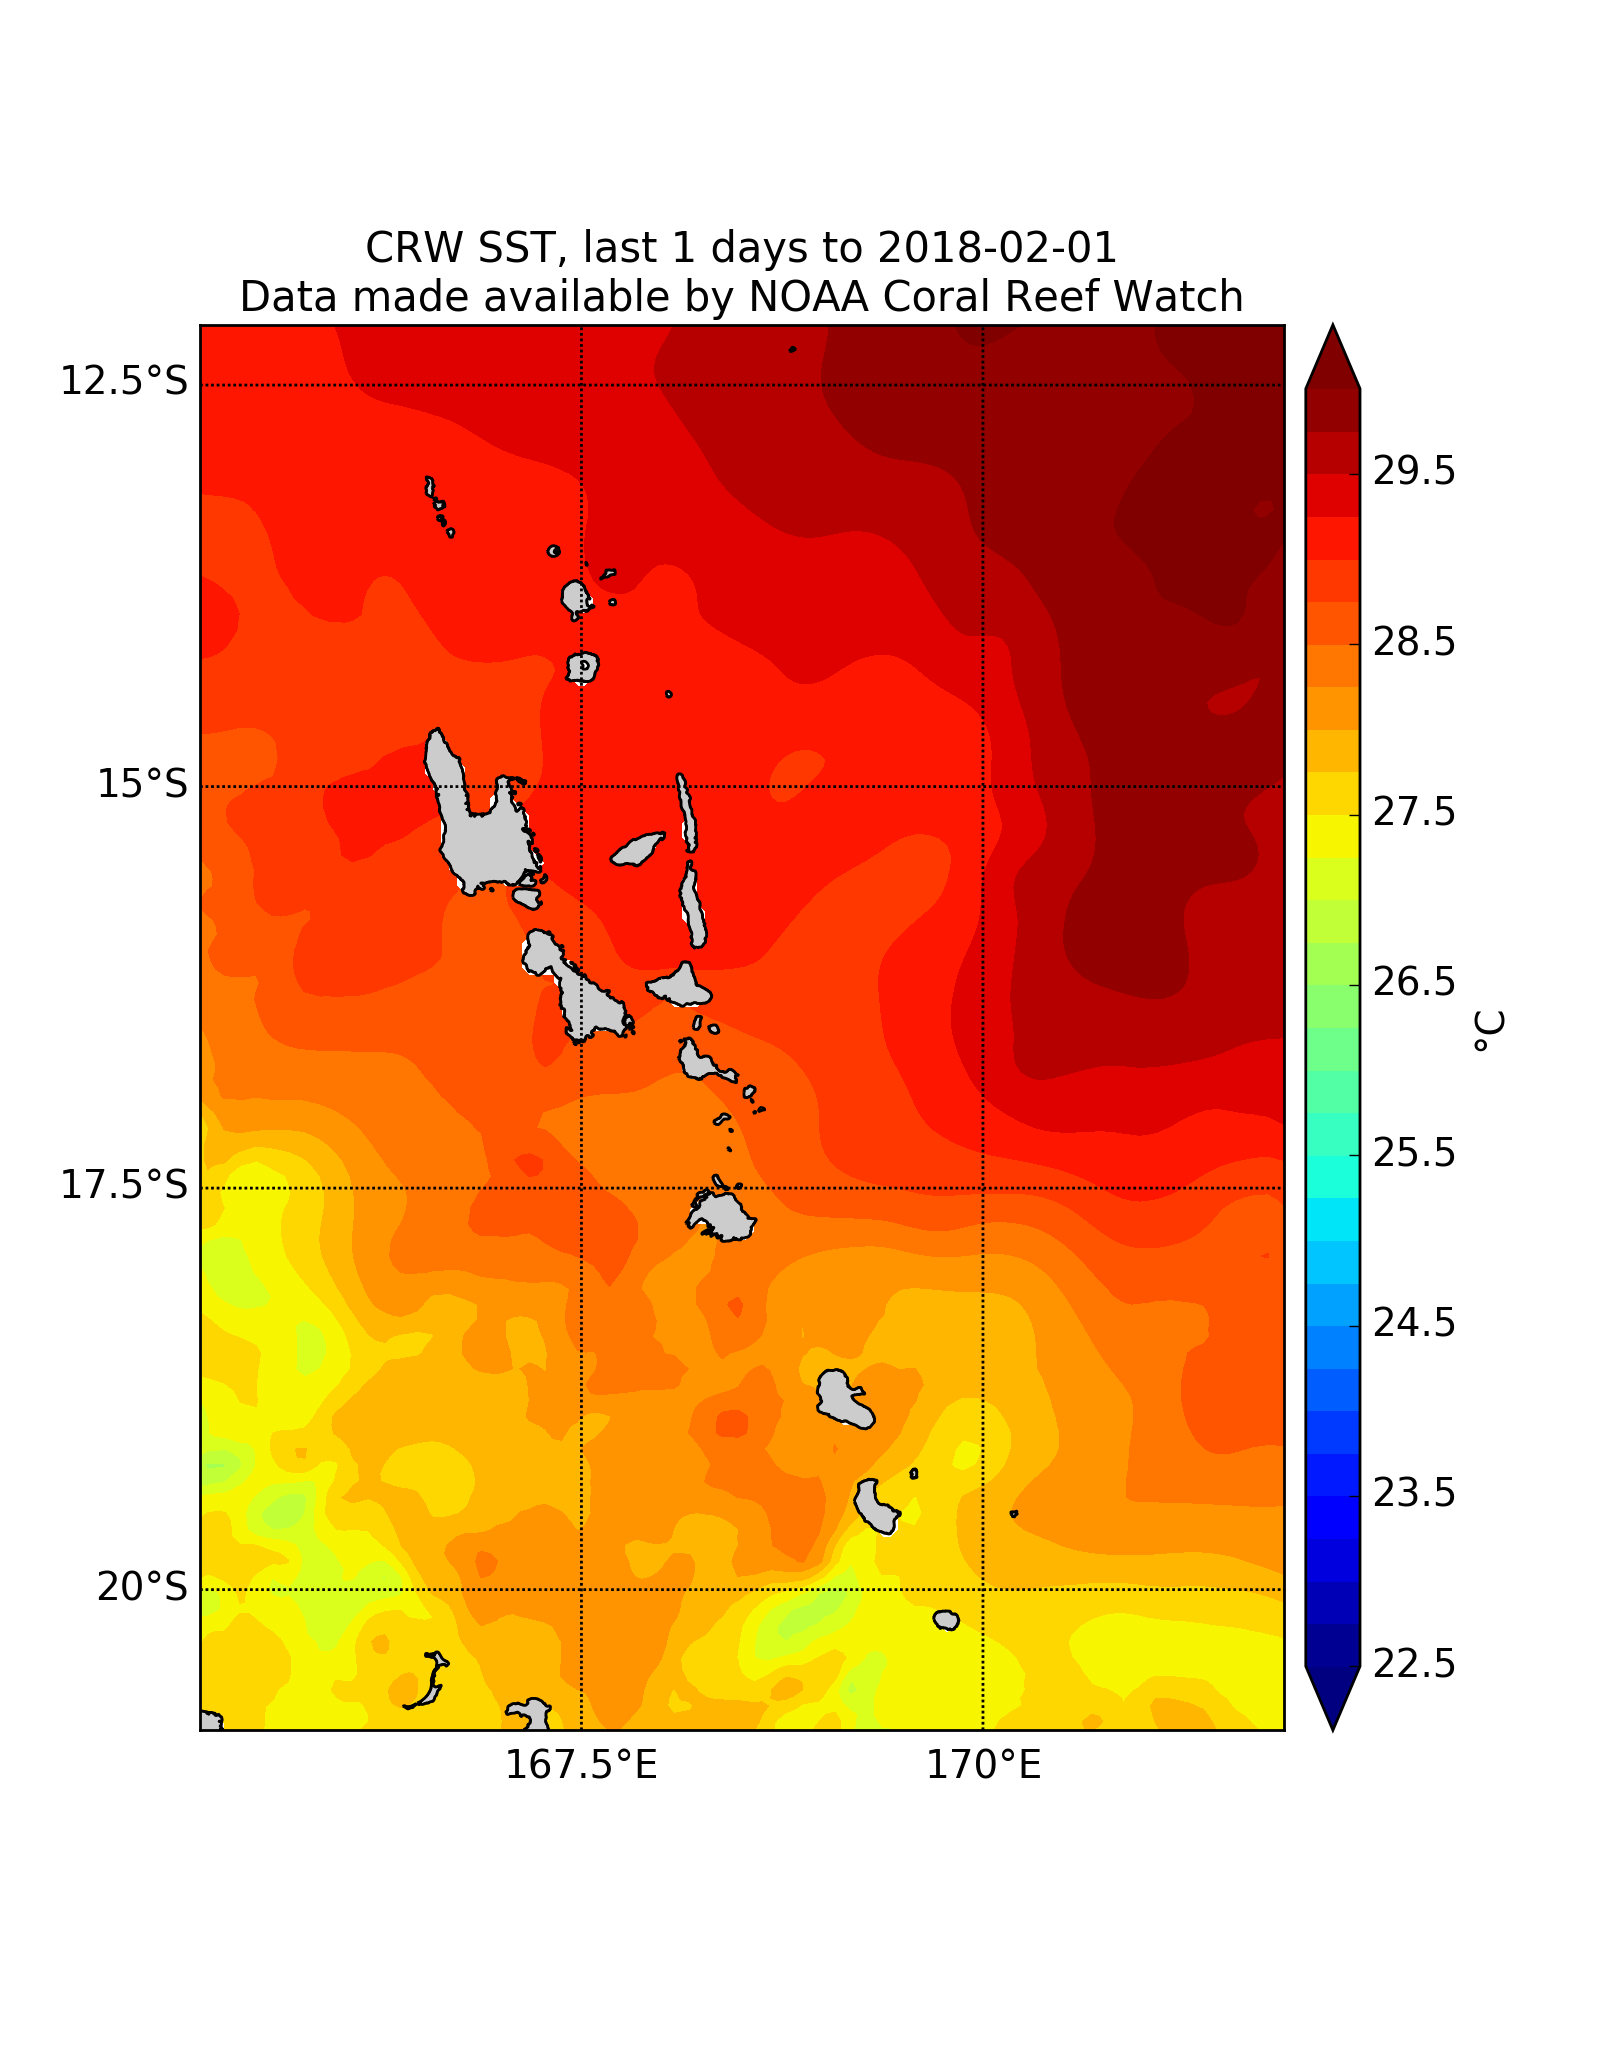 CRW SST, last 1 days to 2018-02-01
Data made available by NOAA Coral Reef Watch
12.5°S
15°S
17.5°S
20°S
167.5°E
170°E
29.5
28.5
27.5
26.5
25.5
24.5
23.5
22.5
°C